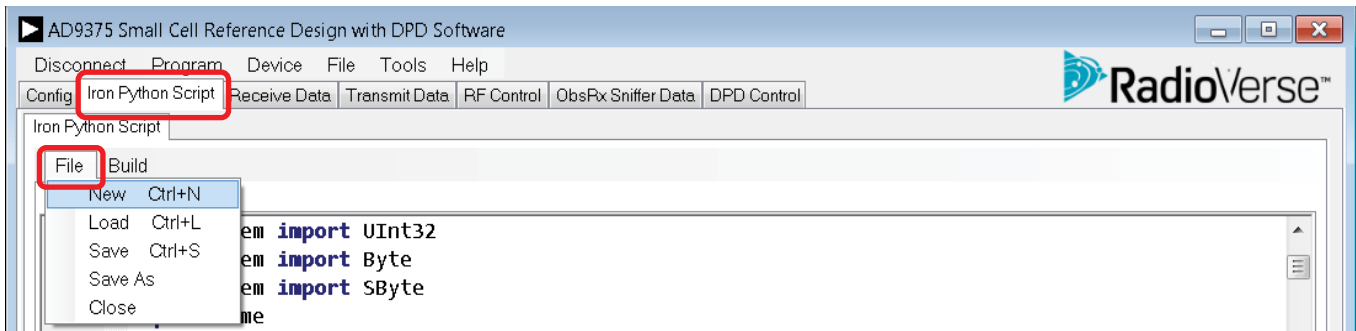 AD9375 Small Cell Reference Design with DPD Software
Disconnect Program Device File Tools Help
RadioVerse™
Config Iron Python Script Receive Data Transmit Data RF Control ObsRx Sniffer Data DPD Control
Iron Python Script
File Build
New Ctrl+N
Load Ctrl+L
em import UInt32
Save Ctrl+S
em import Byte
Save As
em import SByte
Close
me